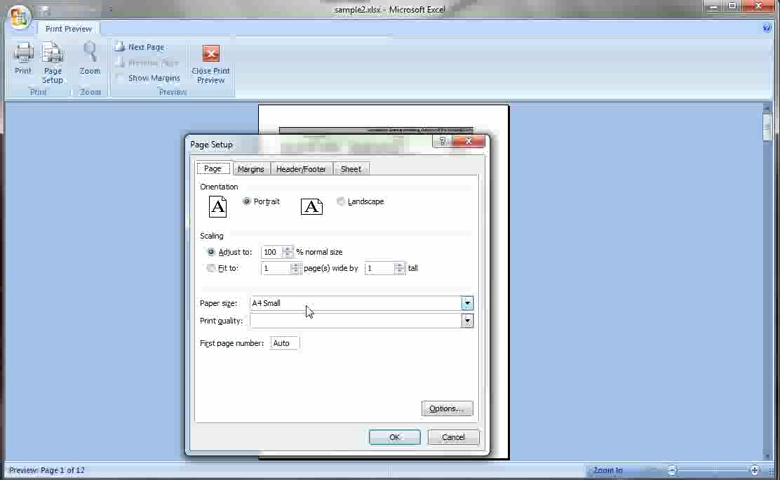 sample2.xlsx - Microsoft Excel
Print Preview
Print
Page Setup
Zoom
Next Page
Previous Page
Show Margins
Close Print Preview
Print
Zoom
Preview
Page Setup
Page
Margins
Header/Footer
Sheet
Orientation
A Portrait
A Landscape
Scaling
Adjust to: 100 % normal size
Fit to: 1 page(s) wide by 1 tall
Paper size: A4 Small
Print quality:
First page number: Auto
Options...
OK
Cancel
Preview: Page 1 of 12
Zoom In